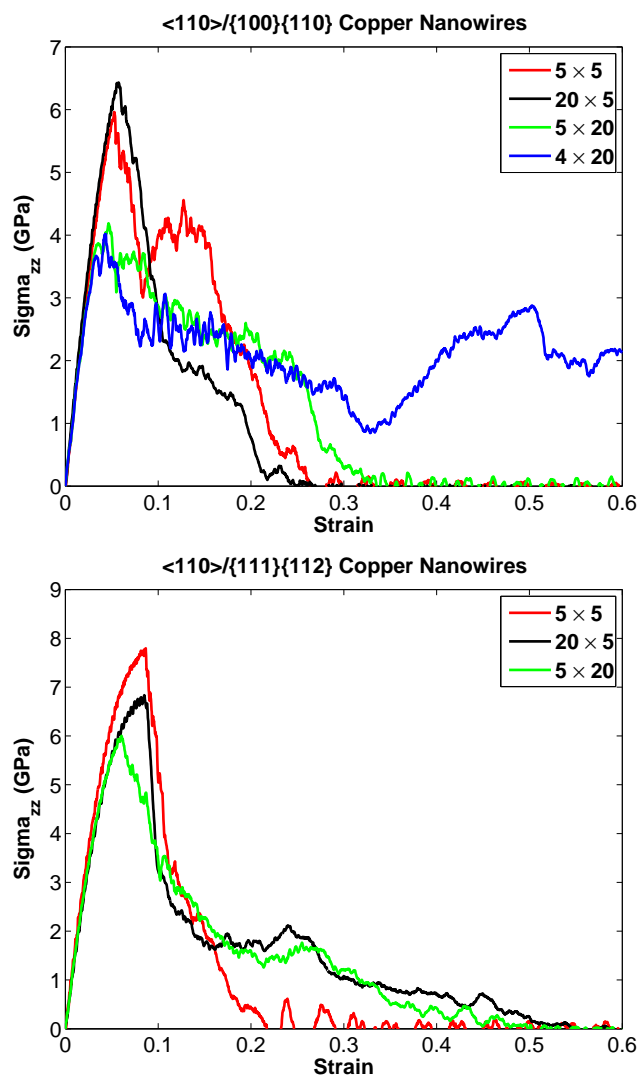 <110>/{100}{110} Copper Nanowires
7
6
5
4
3
2
1
0
Sigma_zz (GPa)
5 × 5
20 × 5
5 × 20
4 × 20
0 0.1 0.2 0.3 0.4 0.5 0.6
Strain
<110>/{111}{112} Copper Nanowires
9
8
7
6
5
4
3
2
1
0
Sigma_zz (GPa)
5 × 5
20 × 5
5 × 20
0 0.1 0.2 0.3 0.4 0.5 0.6
Strain